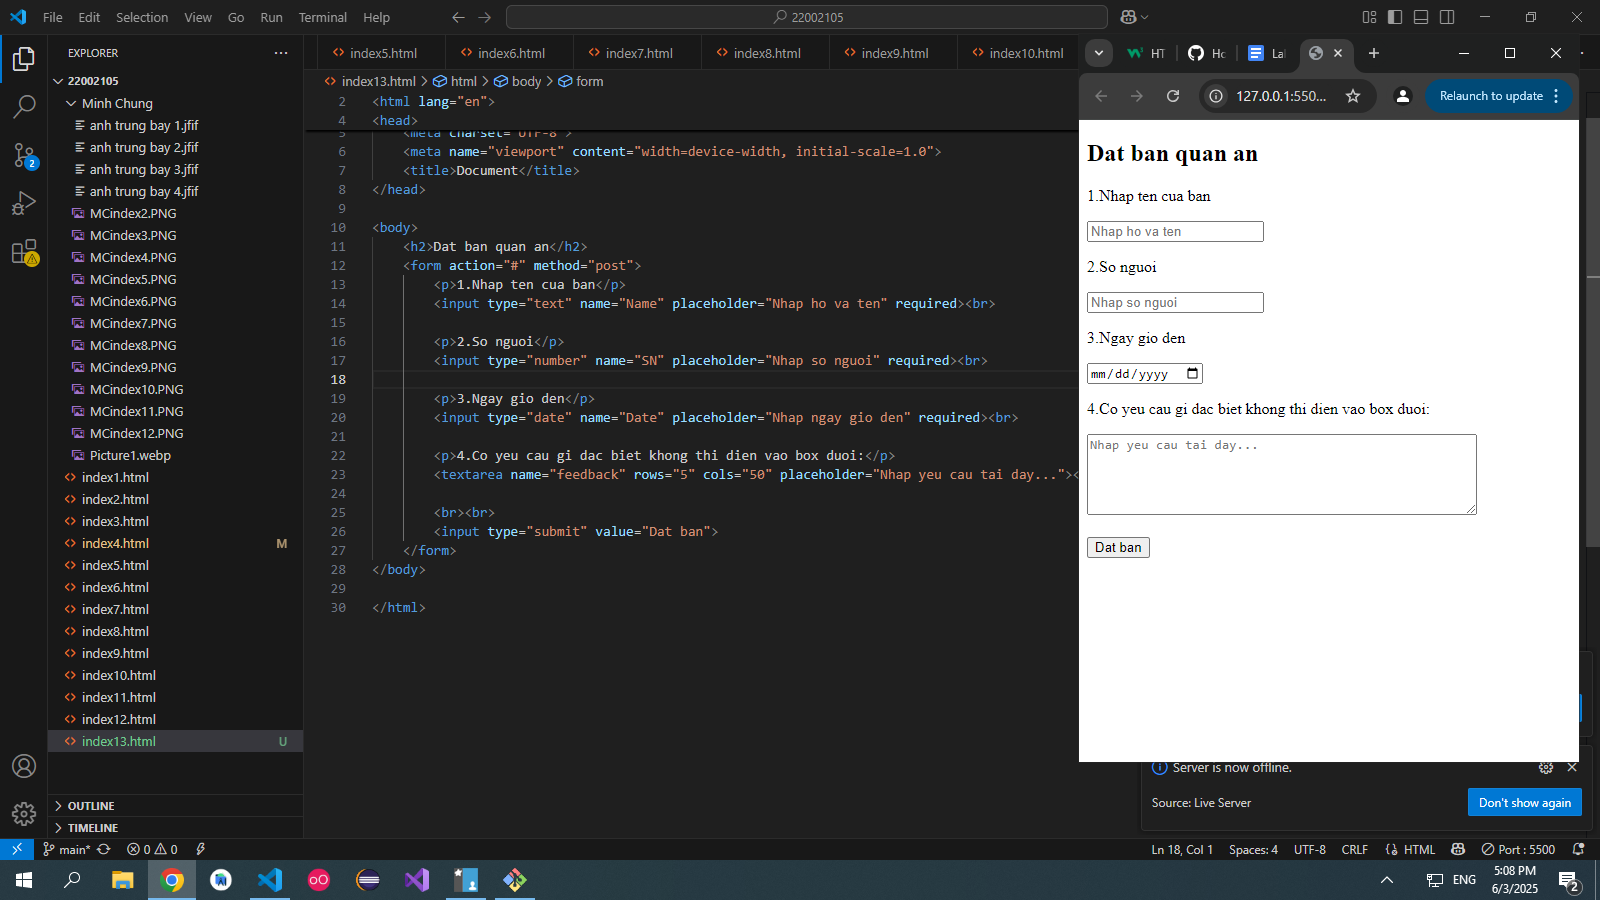 File Edit Selection View Go Run Terminal Help
22002105
EXPLORER
22002105
Minh Chung
anh trung bay 1.jfif
anh trung bay 2.jfif
anh trung bay 3.jfif
anh trung bay 4.jfif
MCindex2.PNG
MCindex3.PNG
MCindex4.PNG
MCindex5.PNG
MCindex6.PNG
MCindex7.PNG
MCindex8.PNG
MCindex9.PNG
MCindex10.PNG
MCindex11.PNG
MCindex12.PNG
Picture1.webp
index1.html
index2.html
index3.html
index4.html M
index5.html
index6.html
index7.html
index8.html
index9.html
index10.html
index11.html
index12.html
index13.html U
OUTLINE
TIMELINE
2
index5.html index6.html index7.html index8.html index9.html index10.html
index13.html > html > body > form
2 <html lang="en">
4 <head>
5 <meta charset="UTF-8">
6 <meta name="viewport" content="width=device-width, initial-scale=1.0">
7 <title>Document</title>
8 </head>
9
10 <body>
11 <h2>Dat ban quan an</h2>
12 <form action="#" method="post">
13 <p>1.Nhap ten cua ban</p>
14 <input type="text" name="Name" placeholder="Nhap ho va ten" required><br>
15
16 <p>2.So nguoi</p>
17 <input type="number" name="SN" placeholder="Nhap so nguoi" required><br>
18
19 <p>3.Ngay gio den</p>
20 <input type="date" name="Date" placeholder="Nhap ngay gio den" required><br>
21
22 <p>4.Co yeu cau gi dac biet khong thi dien vao box duoi:</p>
23 <textarea name="feedback" rows="5" cols="50" placeholder="Nhap yeu cau tai day..."><
24
25 <br><br>
26 <input type="submit" value="Dat ban">
27 </form>
28 </body>
29
30 </html>
HT Hc La
127.0.0.1:550...
Relaunch to update
Dat ban quan an
1.Nhap ten cua ban
Nhap ho va ten
2.So nguoi
Nhap so nguoi
3.Ngay gio den
mm/dd/yyyy
4.Co yeu cau gi dac biet khong thi dien vao box duoi:
Nhap yeu cau tai day...
Dat ban
Server is now offline.
Source: Live Server
Don't show again
main* 0 0
Ln 18, Col 1 Spaces: 4 UTF-8 CRLF HTML Port : 5500
ENG
5:08 PM
6/3/2025
2